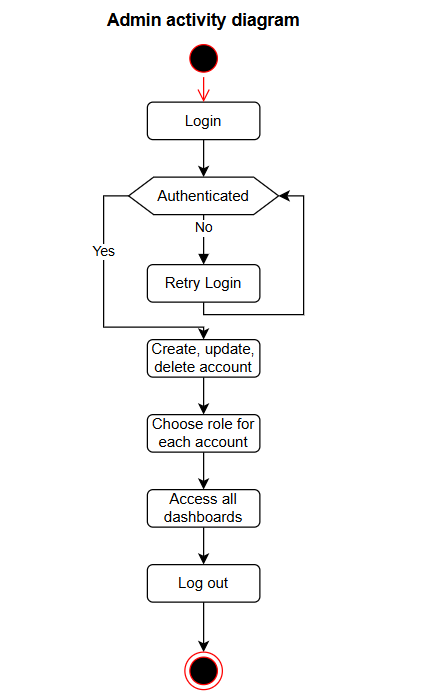 Admin activity diagram
Login
Authenticated
No
Yes
Retry Login
Create, update,
delete account
Choose role for
each account
Access all
dashboards
Log out